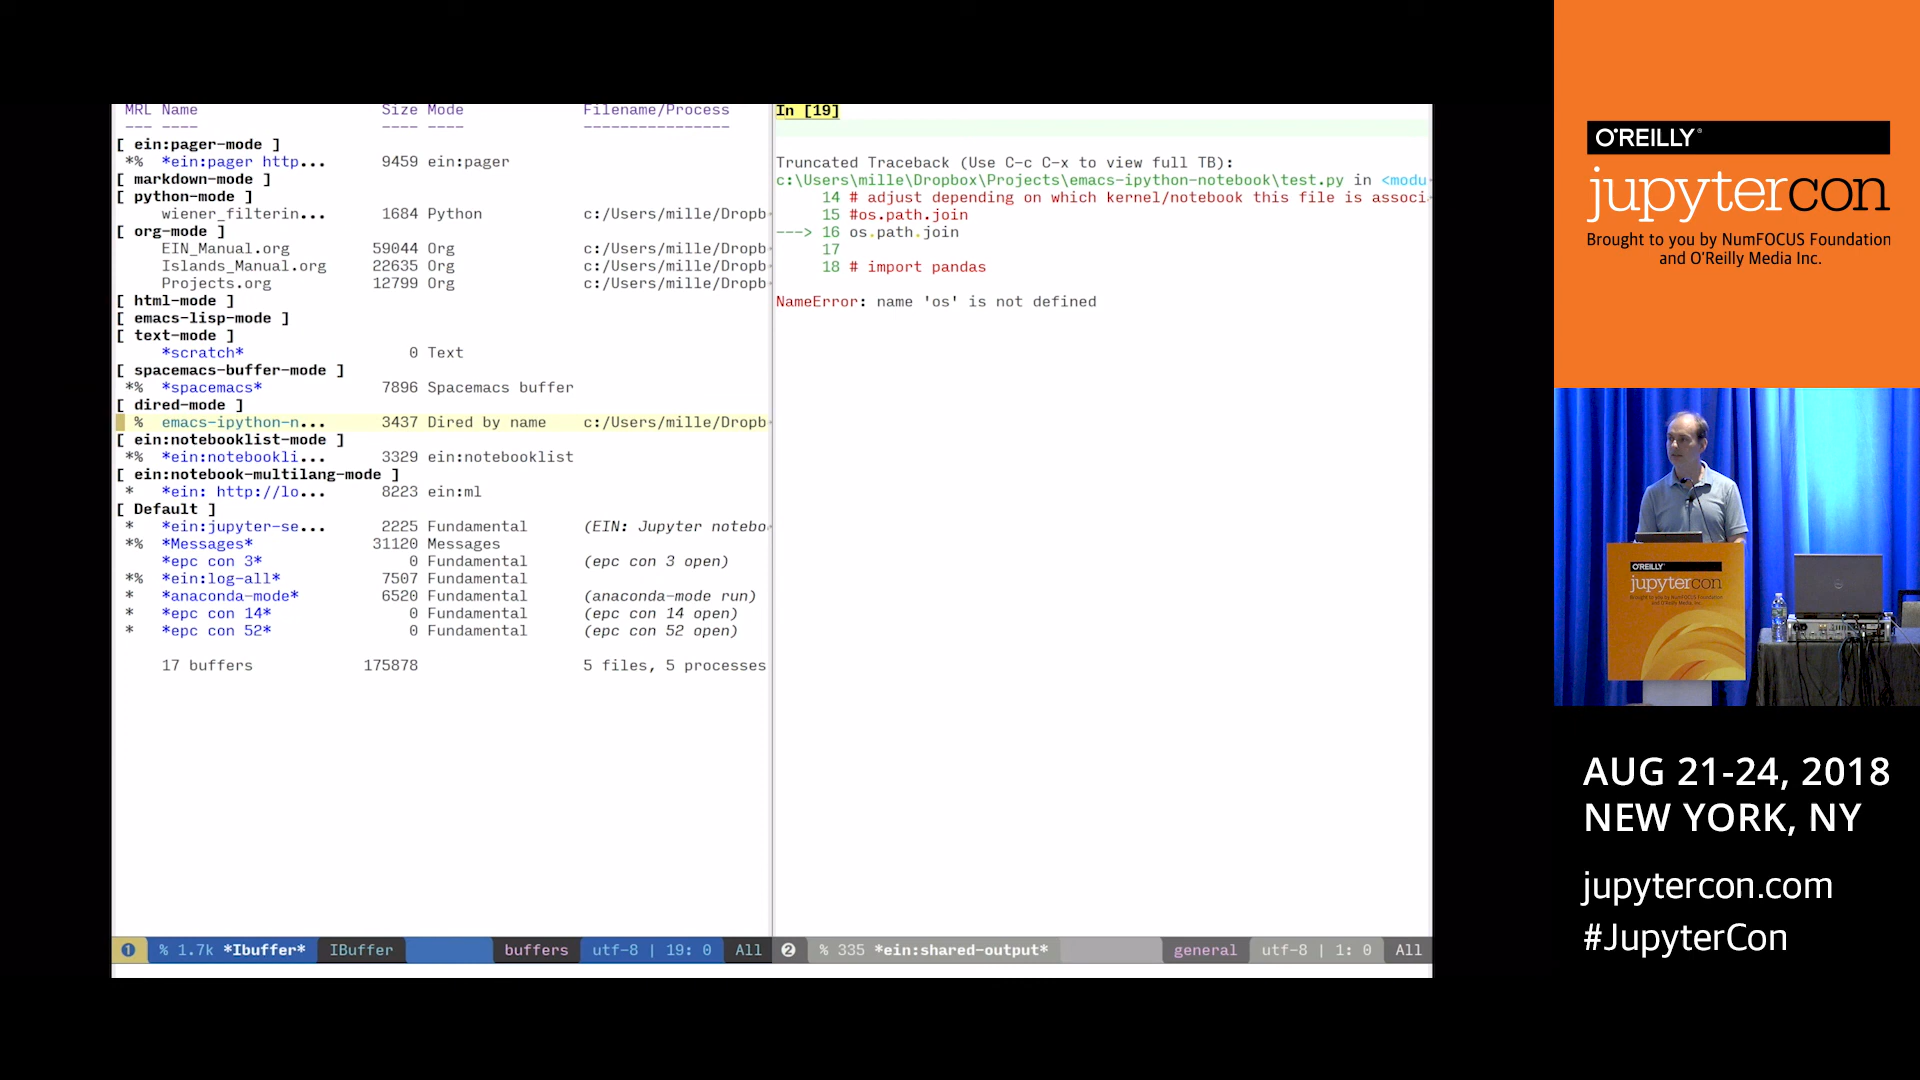 MRL Name Size Mode Filename/Process
--- ---- ---- ---- ----------------
[ ein:pager-mode ]
*% *ein:pager http... 9459 ein:pager
[ markdown-mode ]
[ python-mode ]
wiener_filterin... 1684 Python c:/Users/mille/Dropb
[ org-mode ]
EIN_Manual.org 59044 Org c:/Users/mille/Dropb
Islands_Manual.org 22635 Org c:/Users/mille/Dropb
Projects.org 12799 Org c:/Users/mille/Dropb
[ html-mode ]
[ emacs-lisp-mode ]
[ text-mode ]
*scratch* 0 Text
[ spacemacs-buffer-mode ]
*% *spacemacs* 7896 Spacemacs buffer
[ dired-mode ]
% emacs-ipython-n... 3437 Dired by name c:/Users/mille/Dropb
[ ein:notebooklist-mode ]
*% *ein:notebookli... 3329 ein:notebooklist
[ ein:notebook-multilang-mode ]
* *ein: http://lo... 8223 ein:ml
[ Default ]
* *ein:jupyter-se... 2225 Fundamental (EIN: Jupyter notebo
*% *Messages* 31120 Messages
*epc con 3* 0 Fundamental (epc con 3 open)
*% *ein:log-all* 7507 Fundamental
* *anaconda-mode* 6520 Fundamental (anaconda-mode run)
* *epc con 14* 0 Fundamental (epc con 14 open)
* *epc con 52* 0 Fundamental (epc con 52 open)
17 buffers 175878 5 files, 5 processes
1 % 1.7k *Ibuffer* IBuffer buffers utf-8 | 19: 0 All
In [19]
Truncated Traceback (Use C-c C-x to view full TB):
c:\Users\mille\Dropbox\Projects\emacs-ipython-notebook\test.py in <modu
14 # adjust depending on which kernel/notebook this file is associ
15 #os.path.join
---> 16 os.path.join
17
18 # import pandas
NameError: name 'os' is not defined
2 % 335 *ein:shared-output* general utf-8 | 1: 0 All
O'REILLY®
jupytercon
Brought to you by NumFOCUS Foundation
and O'Reilly Media Inc.
O'REILLY
jupytercon
Brought to you by NumFOCUS Foundation
and O'Reilly Media Inc.
AUG 21-24, 2018
NEW YORK, NY
jupytercon.com
#JupyterCon